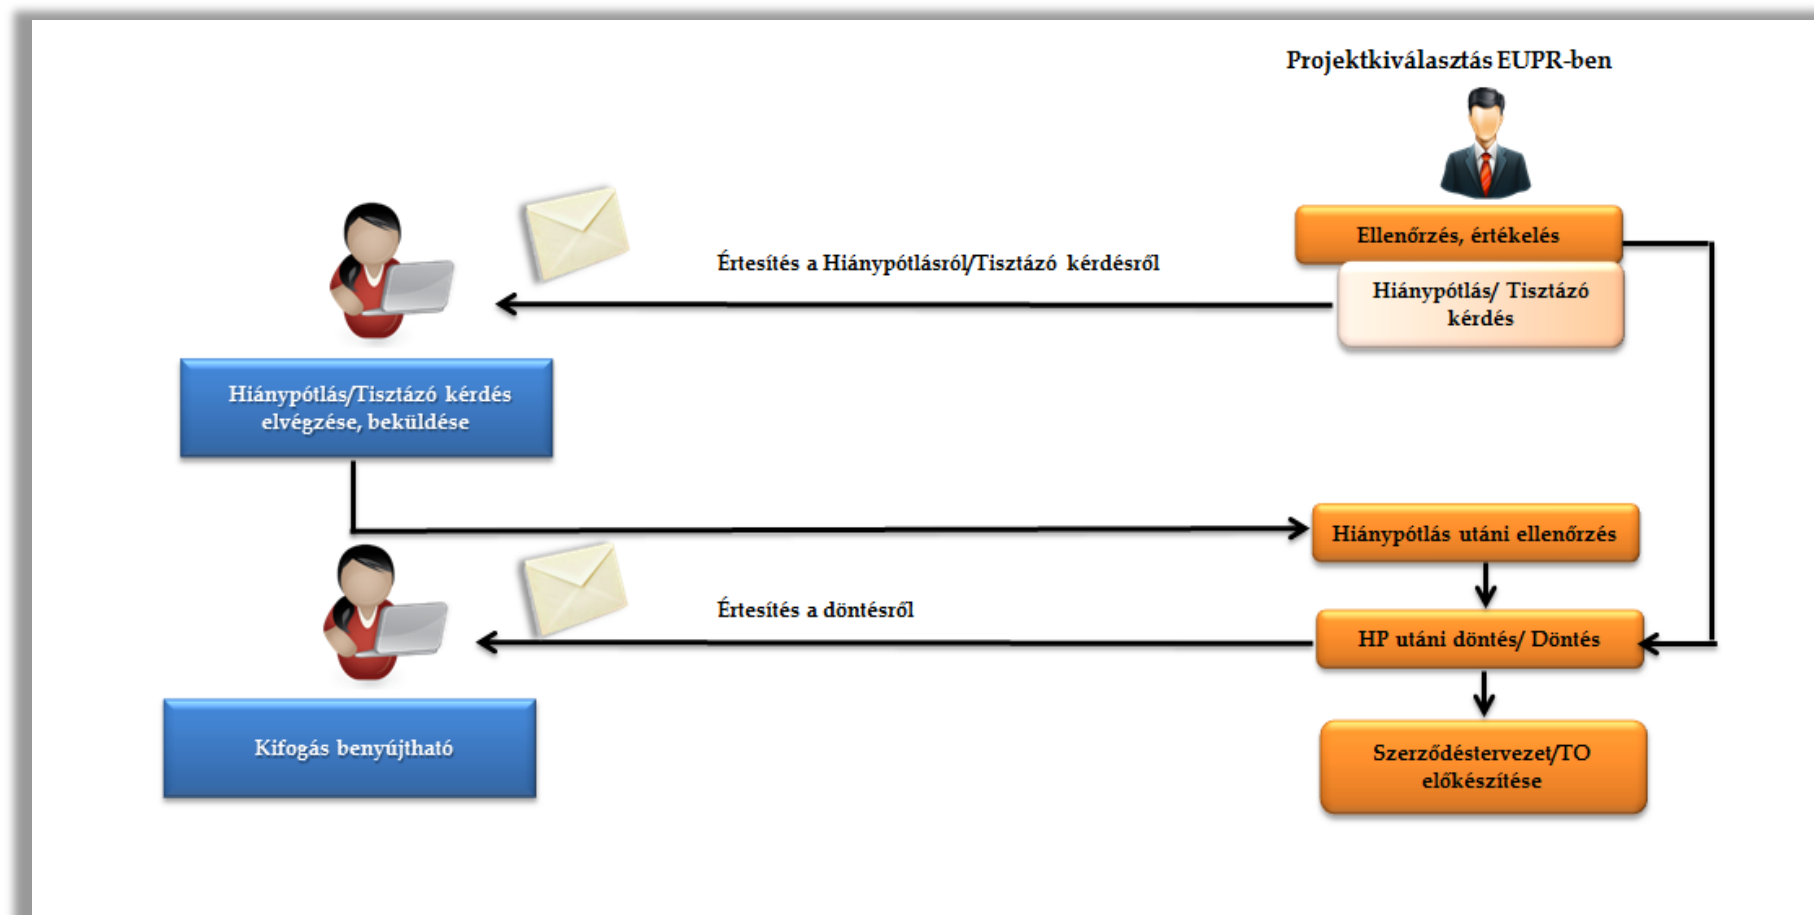 Projektkiválasztás EUPR-ben
Ellenőrzés, értékelés
Értesítés a Hiánypótlásról/Tisztázó kérdésről
Hiánypótlás/ Tisztázó
kérdés
Hiánypótlás/Tisztázó kérdés
elvégzése, beküldése
Hiánypótlás utáni ellenőrzés
Értesítés a döntésről
HP utáni döntés/ Döntés
Kifogás benyújtható
Szerződéstervezet/TO
előkészítése